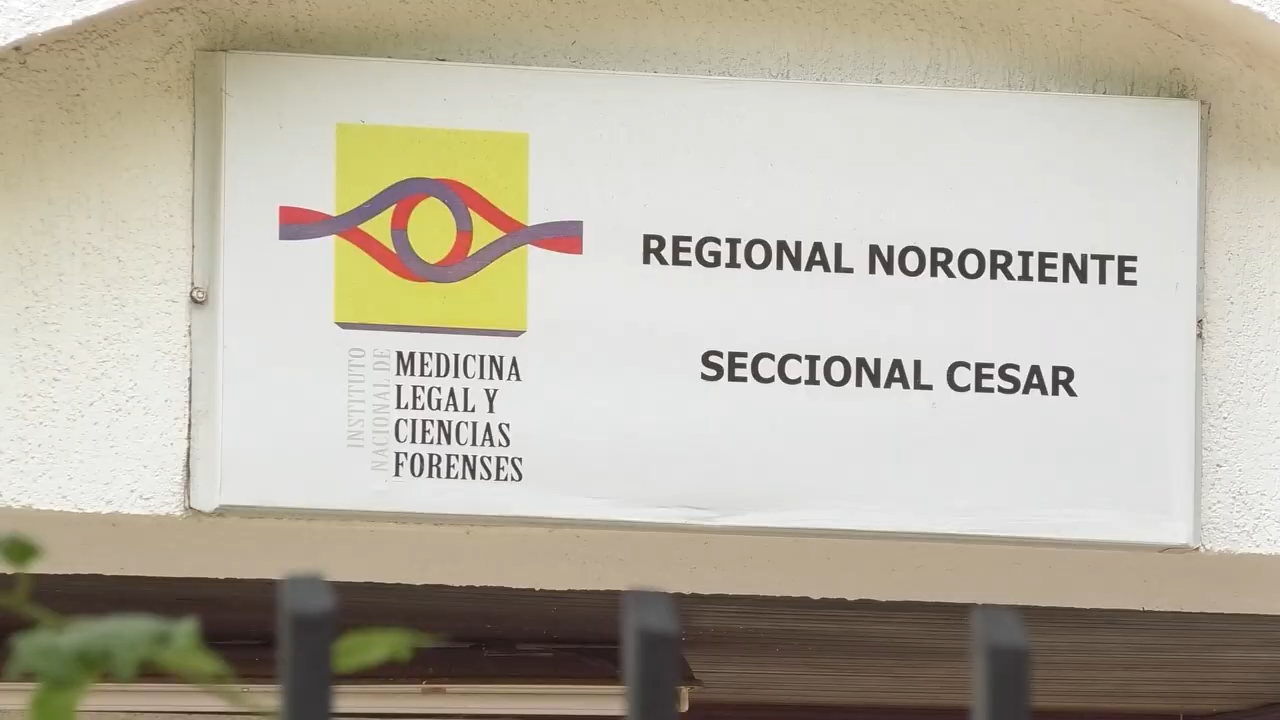 INSTITUTO
NACIONAL DE
MEDICINA
LEGAL Y
CIENCIAS
FORENSES
REGIONAL NORORIENTE
SECCIONAL CESAR